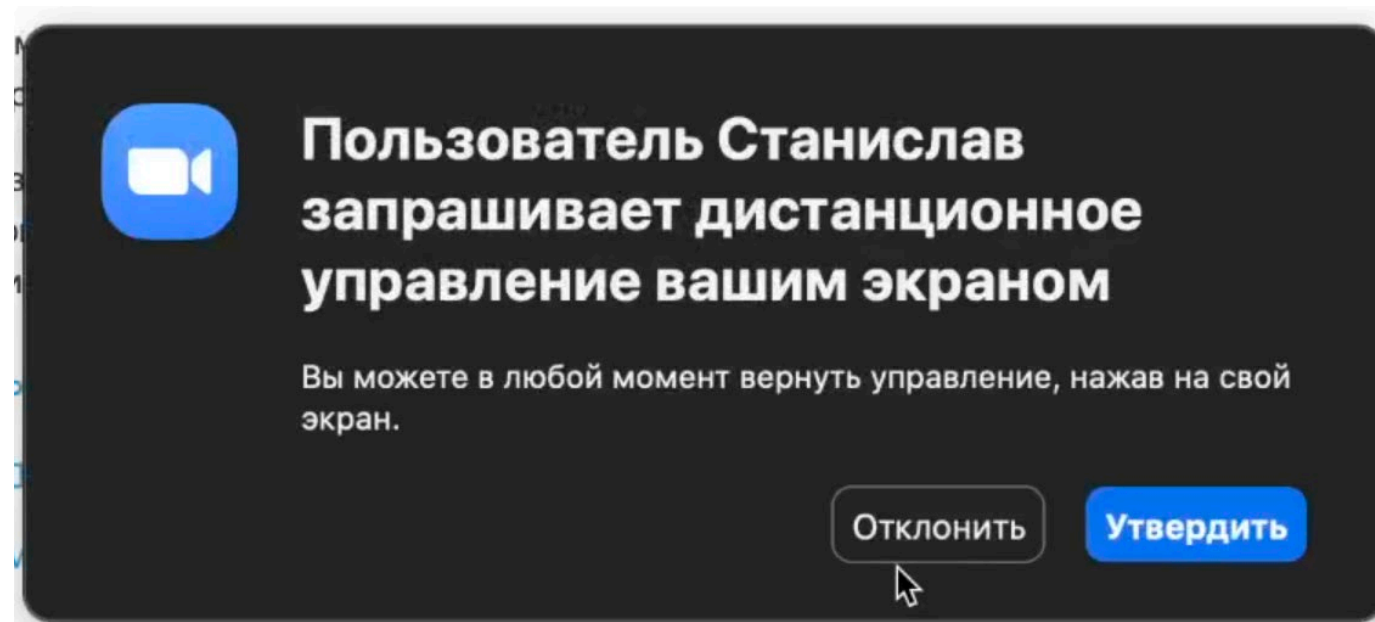 Пользователь Станислав
запрашивает дистанционное
управление вашим экраном
Вы можете в любой момент вернуть управление, нажав на свой
экран.
Отклонить
Утвердить